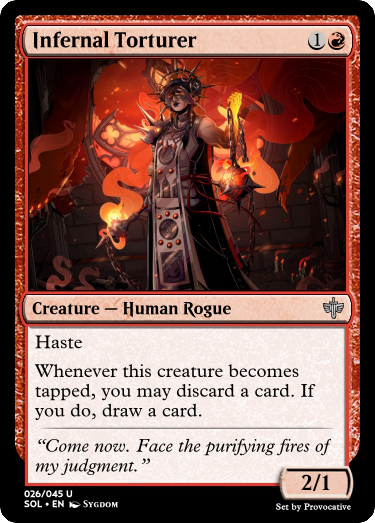 Infernal Torturer 1
Creature — Human Rogue
Haste
Whenever this creature becomes
tapped, you may discard a card. If
you do, draw a card.
“Come now. Face the purifying fires of
my judgment.”
2/1
026/045 U
SOL • EN Sygdom
Set by Provocative